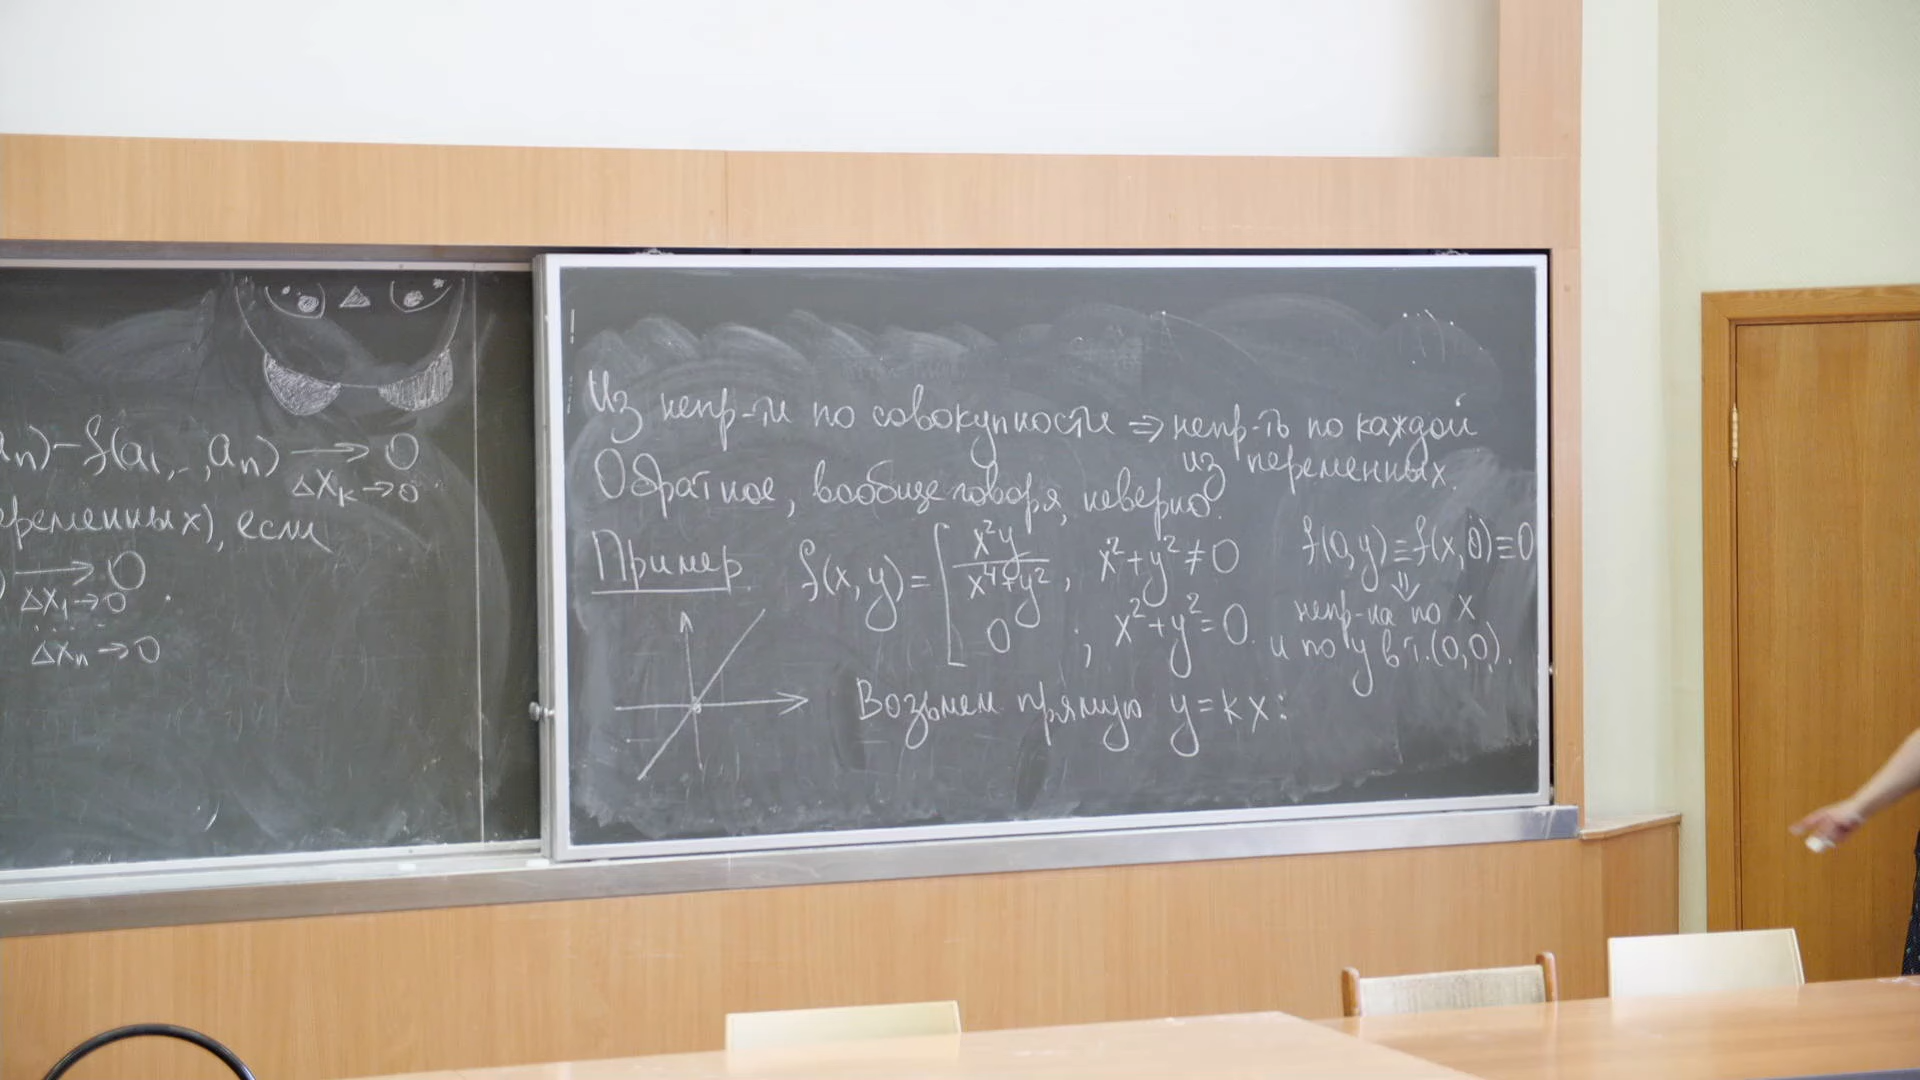 aₙ)-f(a₁,..,aₙ) → 0
Δxₖ→0
еременных), если
→ 0
Δx₁→0
. . . .
Δxₙ→0
Из непр-ти по совокупности ⇒ непр-ть по каждой
из переменных.
Обратное, вообще говоря, неверно.
Пример
f(x,y)=[ x²y/(x⁴+y²), x²+y²≠0
0 ; x²+y²=0.
f(0,y)≡f(x,0)≡0
⇓
непр-на по x
и по y в т.(0,0).
Возьмем прямую y=kx: